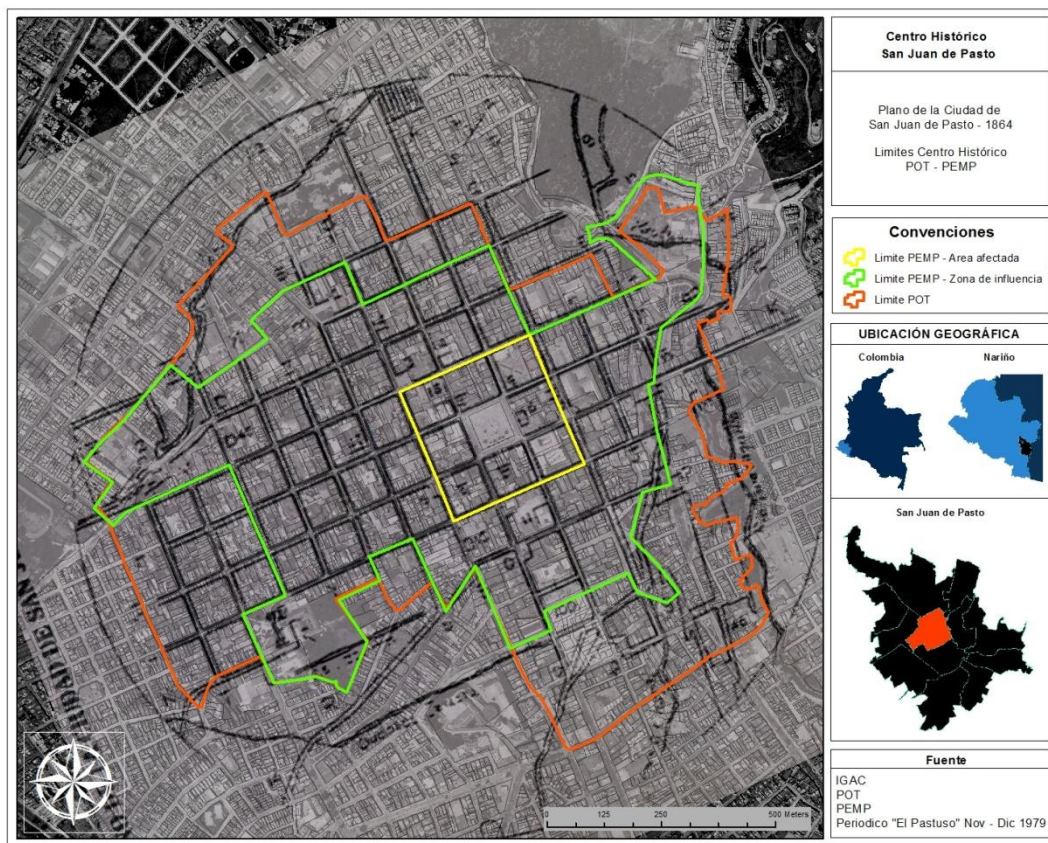 Centro Histórico
San Juan de Pasto
Plano de la Ciudad de
San Juan de Pasto - 1864
Limites Centro Histórico
POT - PEMP
Convenciones
Limite PEMP - Area afectada
Limite PEMP - Zona de influencia
Limite POT
UBICACIÓN GEOGRÁFICA
Colombia
Nariño
San Juan de Pasto
Fuente
IGAC
POT
PEMP
Periodico "El Pastuso" Nov - Dic 1979
0 125 250 500 Meters
DE SAN